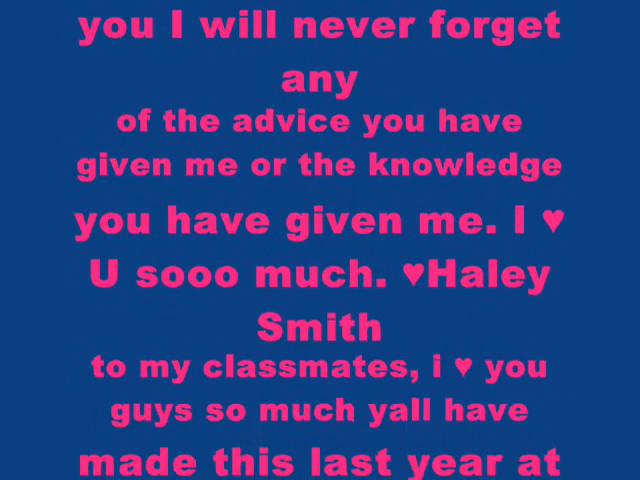 you I will never forget
any
of the advice you have
given me or the knowledge
you have given me. I ♥
U sooo much. ♥Haley
Smith
to my classmates, i ♥ you
guys so much yall have
made this last year at